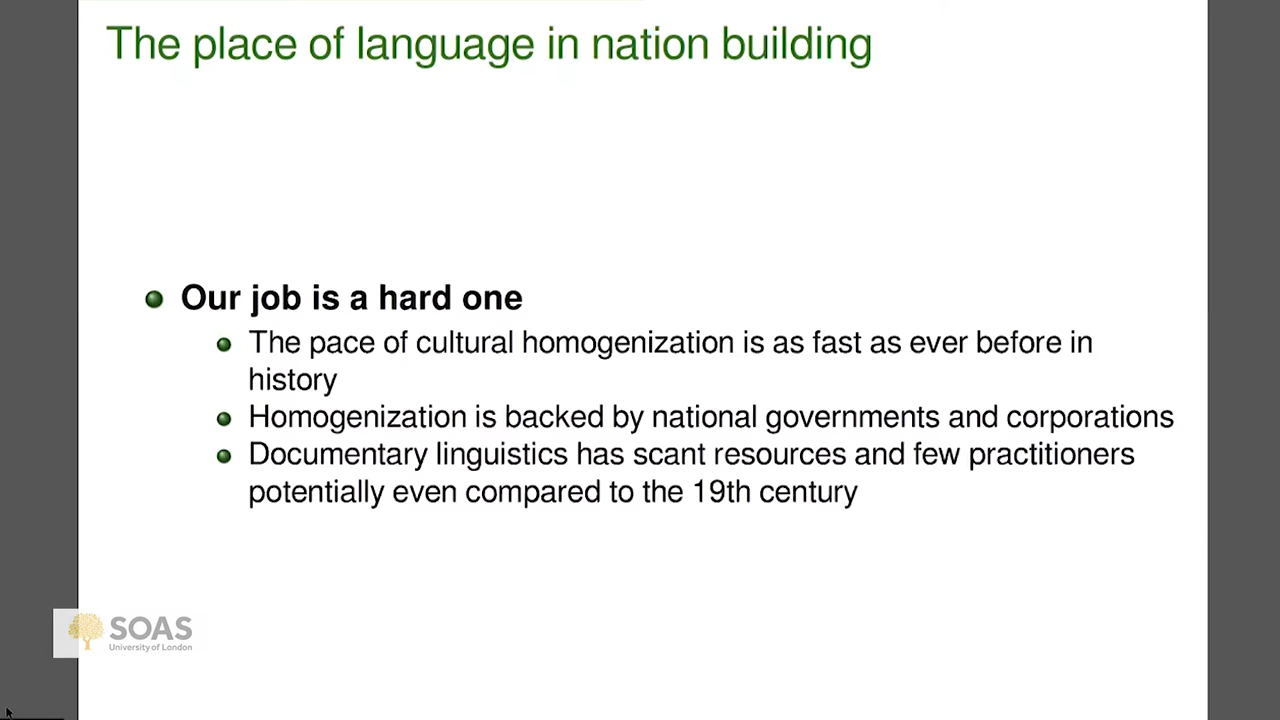 The place of language in nation building
Our job is a hard one
The pace of cultural homogenization is as fast as ever before in
history
Homogenization is backed by national governments and corporations
Documentary linguistics has scant resources and few practitioners
potentially even compared to the 19th century
SOAS
University of London